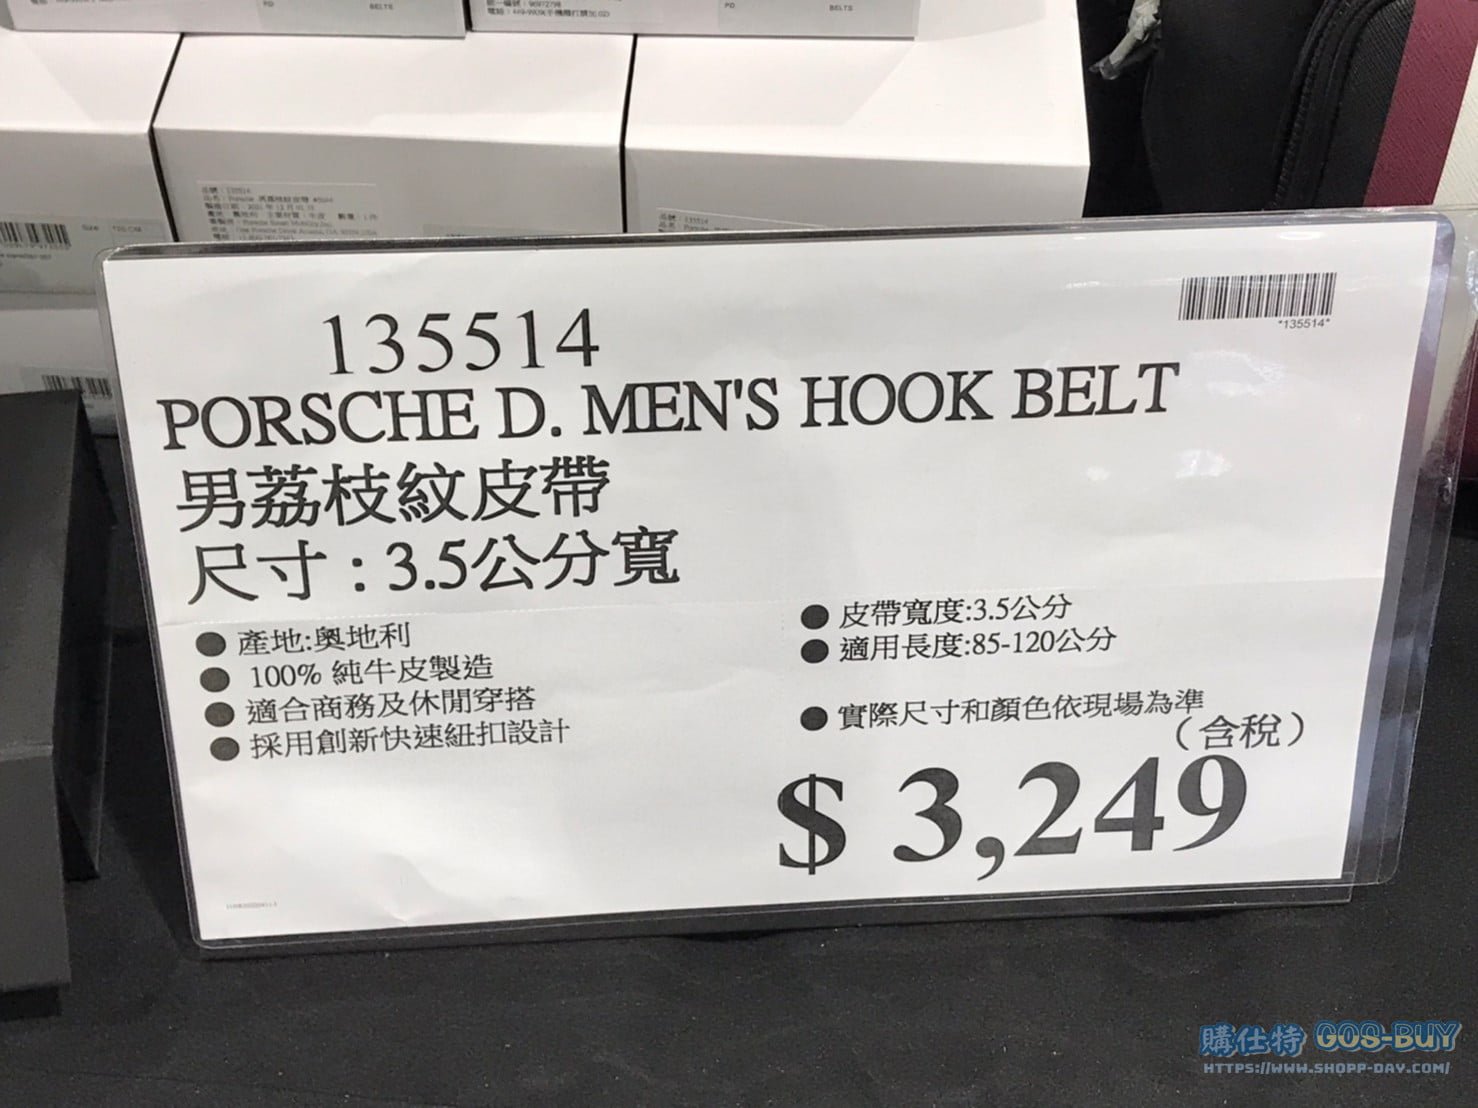 PD
BELTS
PD
BELTS
135514
*135514*
PORSCHE D. MEN'S HOOK BELT
男荔枝紋皮帶
尺寸:3.5公分寬
● 產地:奧地利
● 100% 純牛皮製造
● 適合商務及休閒穿搭
● 採用創新快速紐扣設計
● 皮帶寬度:3.5公分
● 適用長度:85-120公分
● 實際尺寸和顏色依現場為準
(含稅)
$ 3,249
購仕特 COS-BUY
HTTPS://WWW.SHOPP-DAY.COM/